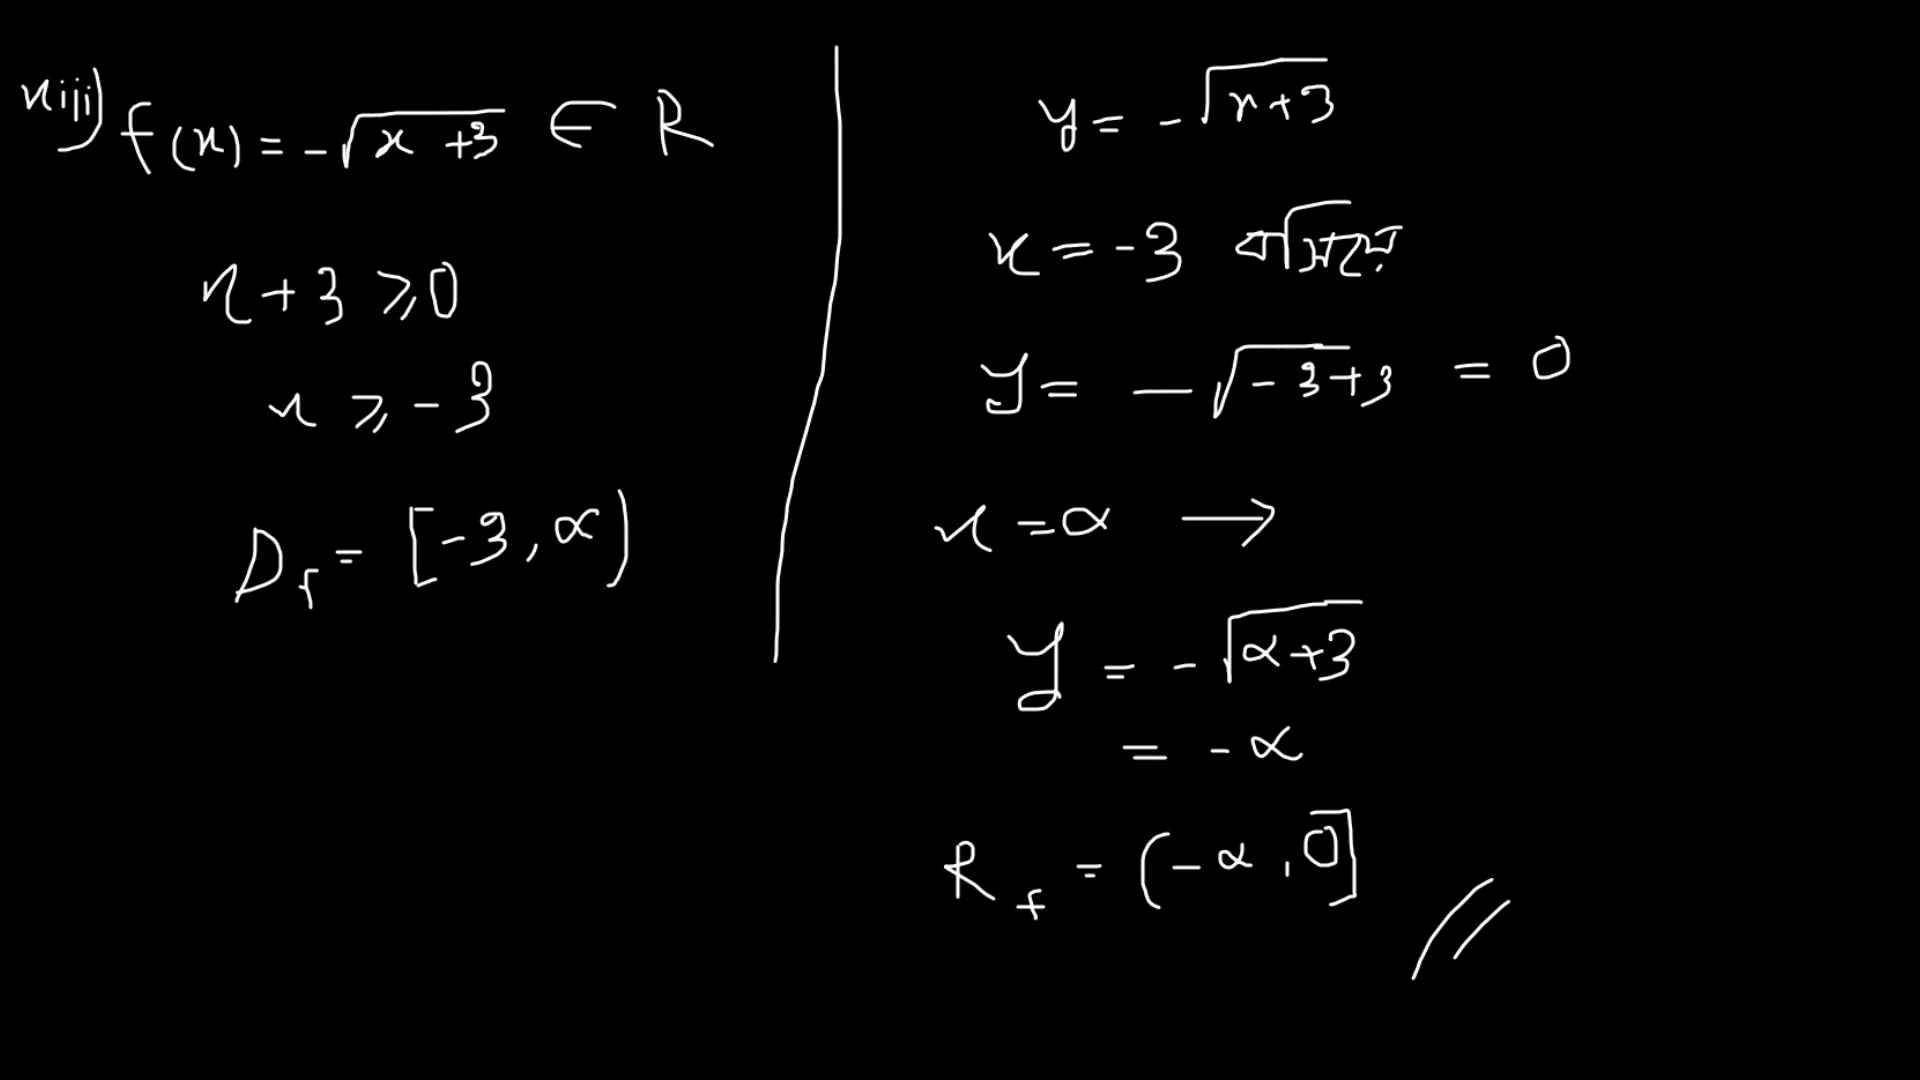 xiii) f(x) = -√(x+3) ∈ R
x+3 ≥ 0
x ≥ -3
D_f = [-3, ∝)
y = -√(x+3)
x = -3 বসিয়ে
y = -√(-3+3) = 0
x = ∝ →
y = -√(∝+3)
= -∝
R_f = (-∝, 0]